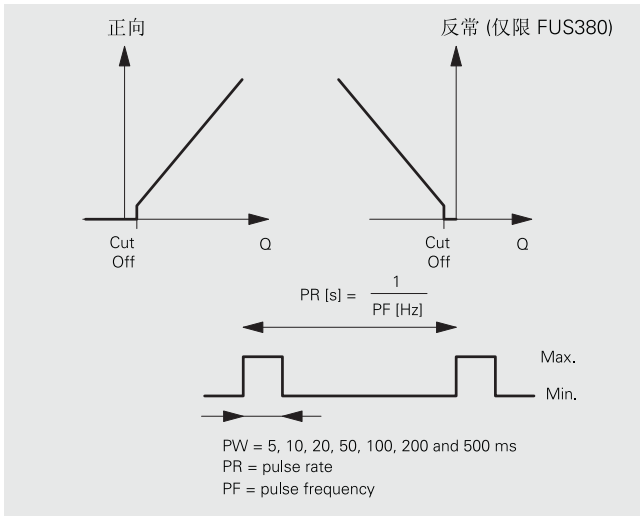 正向
反常 (仅限 FUS380)
Cut
Off
Q
Cut
Off
Q
PR [s] = 1 / PF [Hz]
Max.
Min.
PW = 5, 10, 20, 50, 100, 200 and 500 ms
PR = pulse rate
PF = pulse frequency